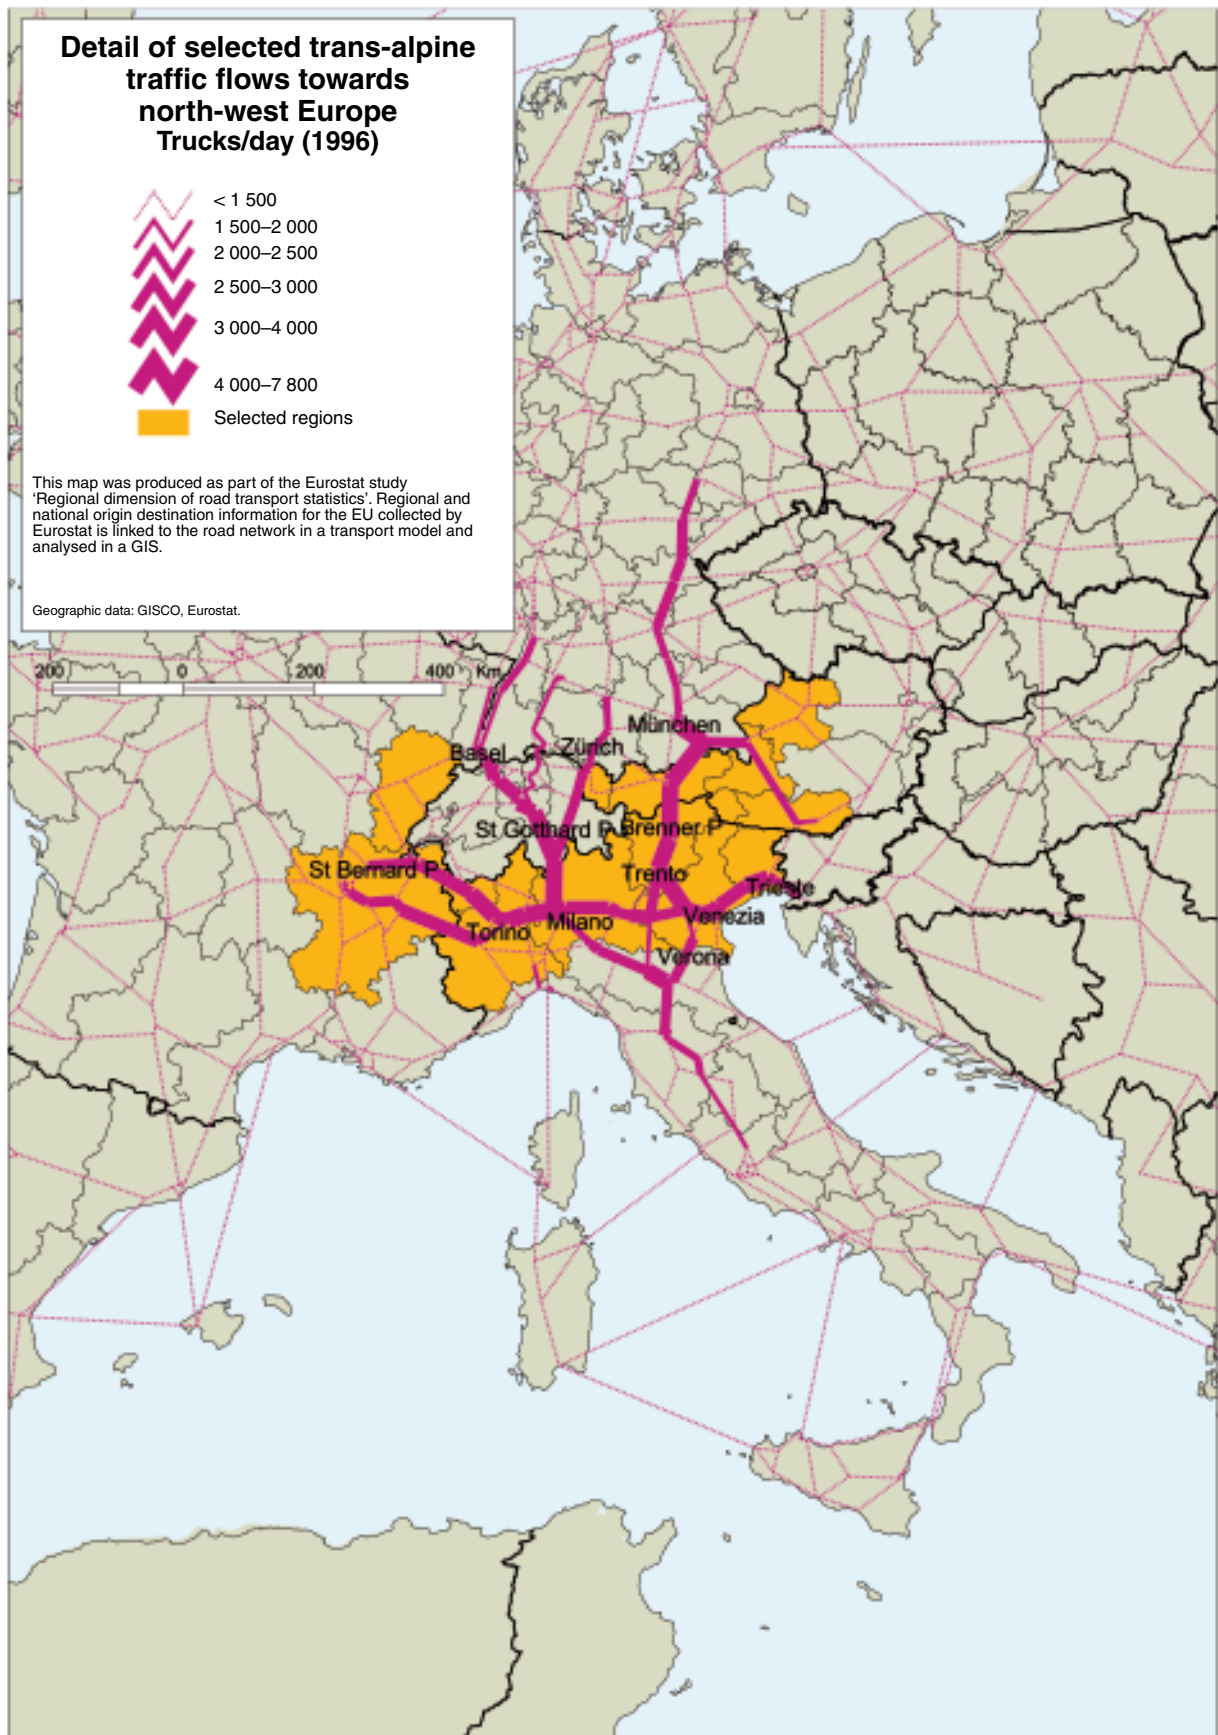 Detail of selected trans-alpine
traffic flows towards
north-west Europe
Trucks/day (1996)
< 1 500
1 500–2 000
2 000–2 500
2 500–3 000
3 000–4 000
4 000–7 800
Selected regions
This map was produced as part of the Eurostat study
‘Regional dimension of road transport statistics’. Regional and
national origin destination information for the EU collected by
Eurostat is linked to the road network in a transport model and
analysed in a GIS.
Geographic data: GISCO, Eurostat.
200 0 200 400 Km
München
Basel
Zürich
St Gotthard P
Brenner P
St Bernard P
Trento
Trieste
Venezia
Milano
Torino
Verona